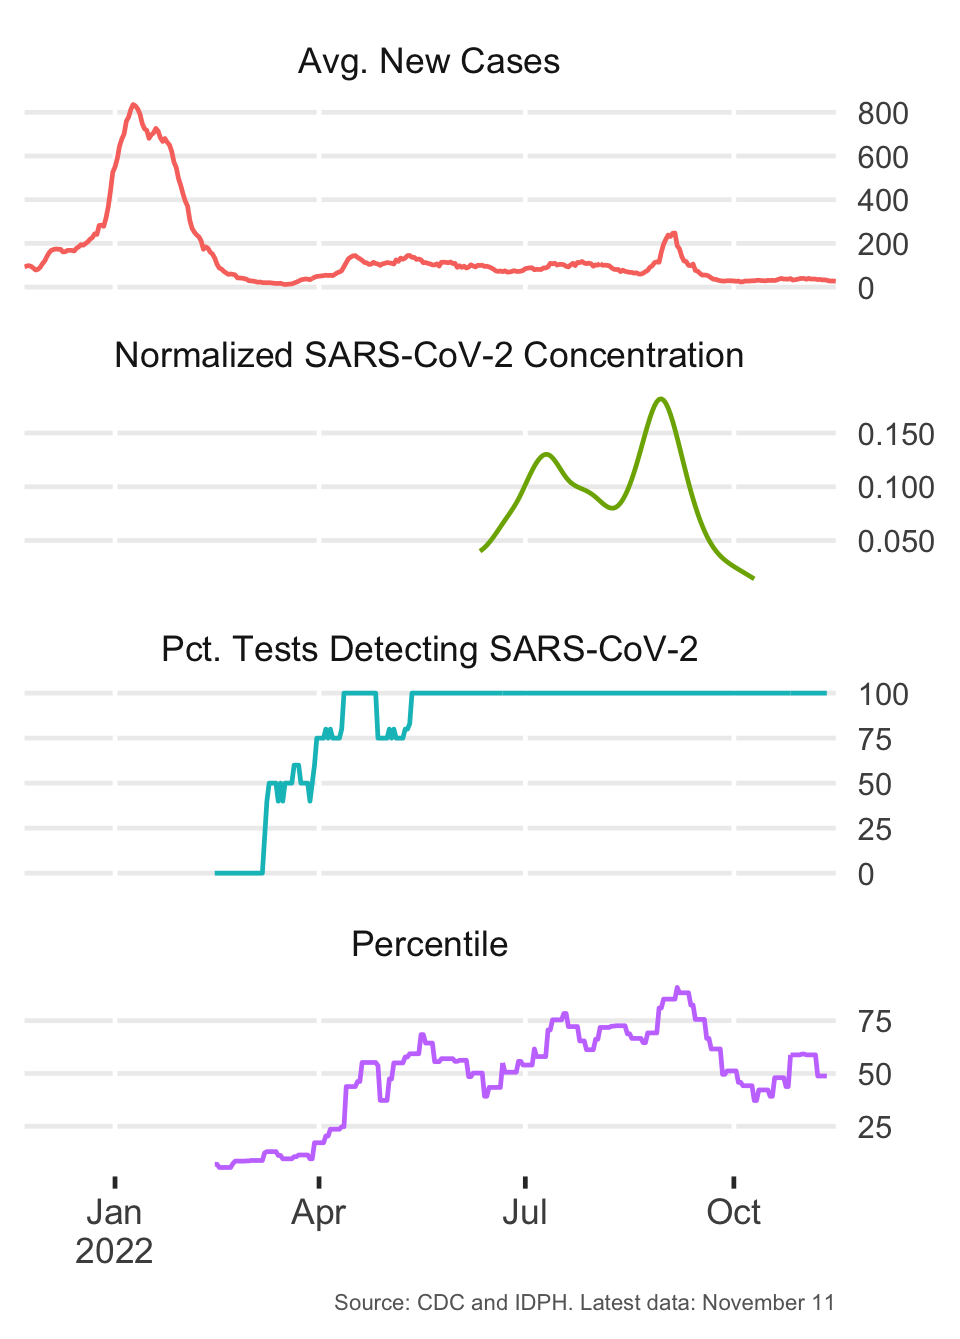 Avg. New Cases
800
600
400
200
0
Normalized SARS-CoV-2 Concentration
0.150
0.100
0.050
Pct. Tests Detecting SARS-CoV-2
100
75
50
25
0
Percentile
75
50
25
Jan Apr Jul Oct
2022
Source: CDC and IDPH. Latest data: November 11